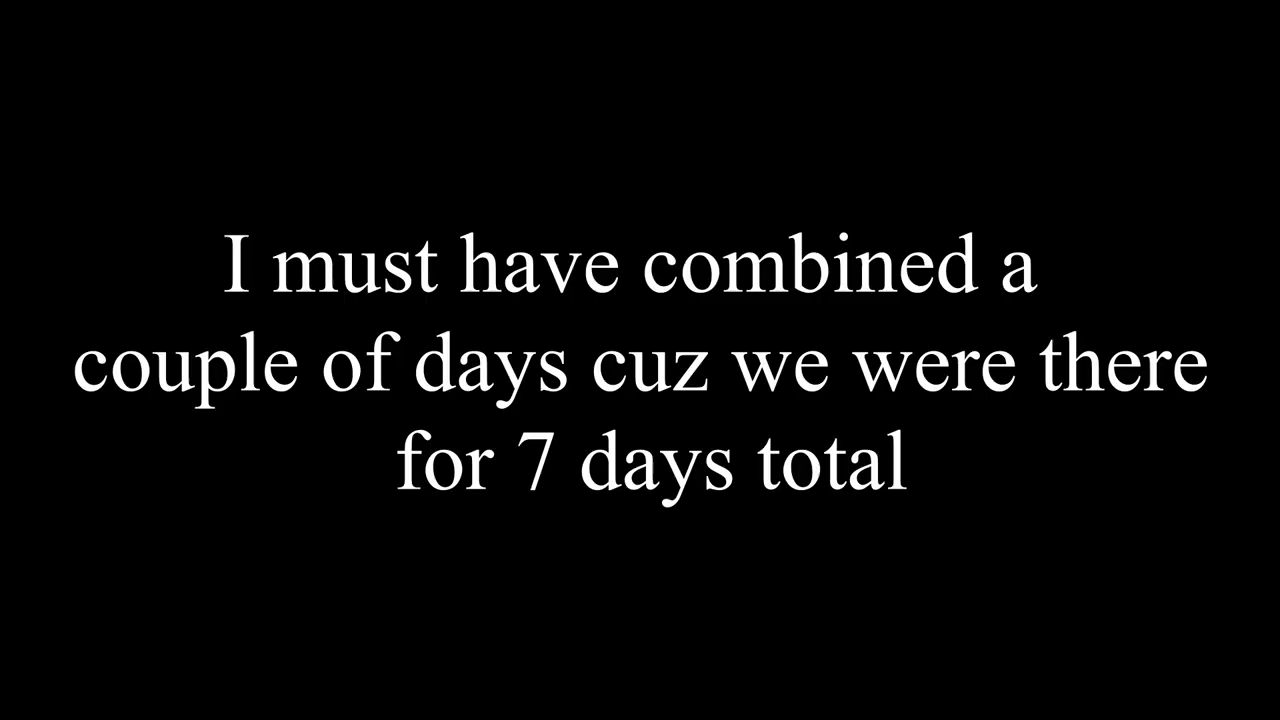 I must have combined a
couple of days cuz we were there
for 7 days total